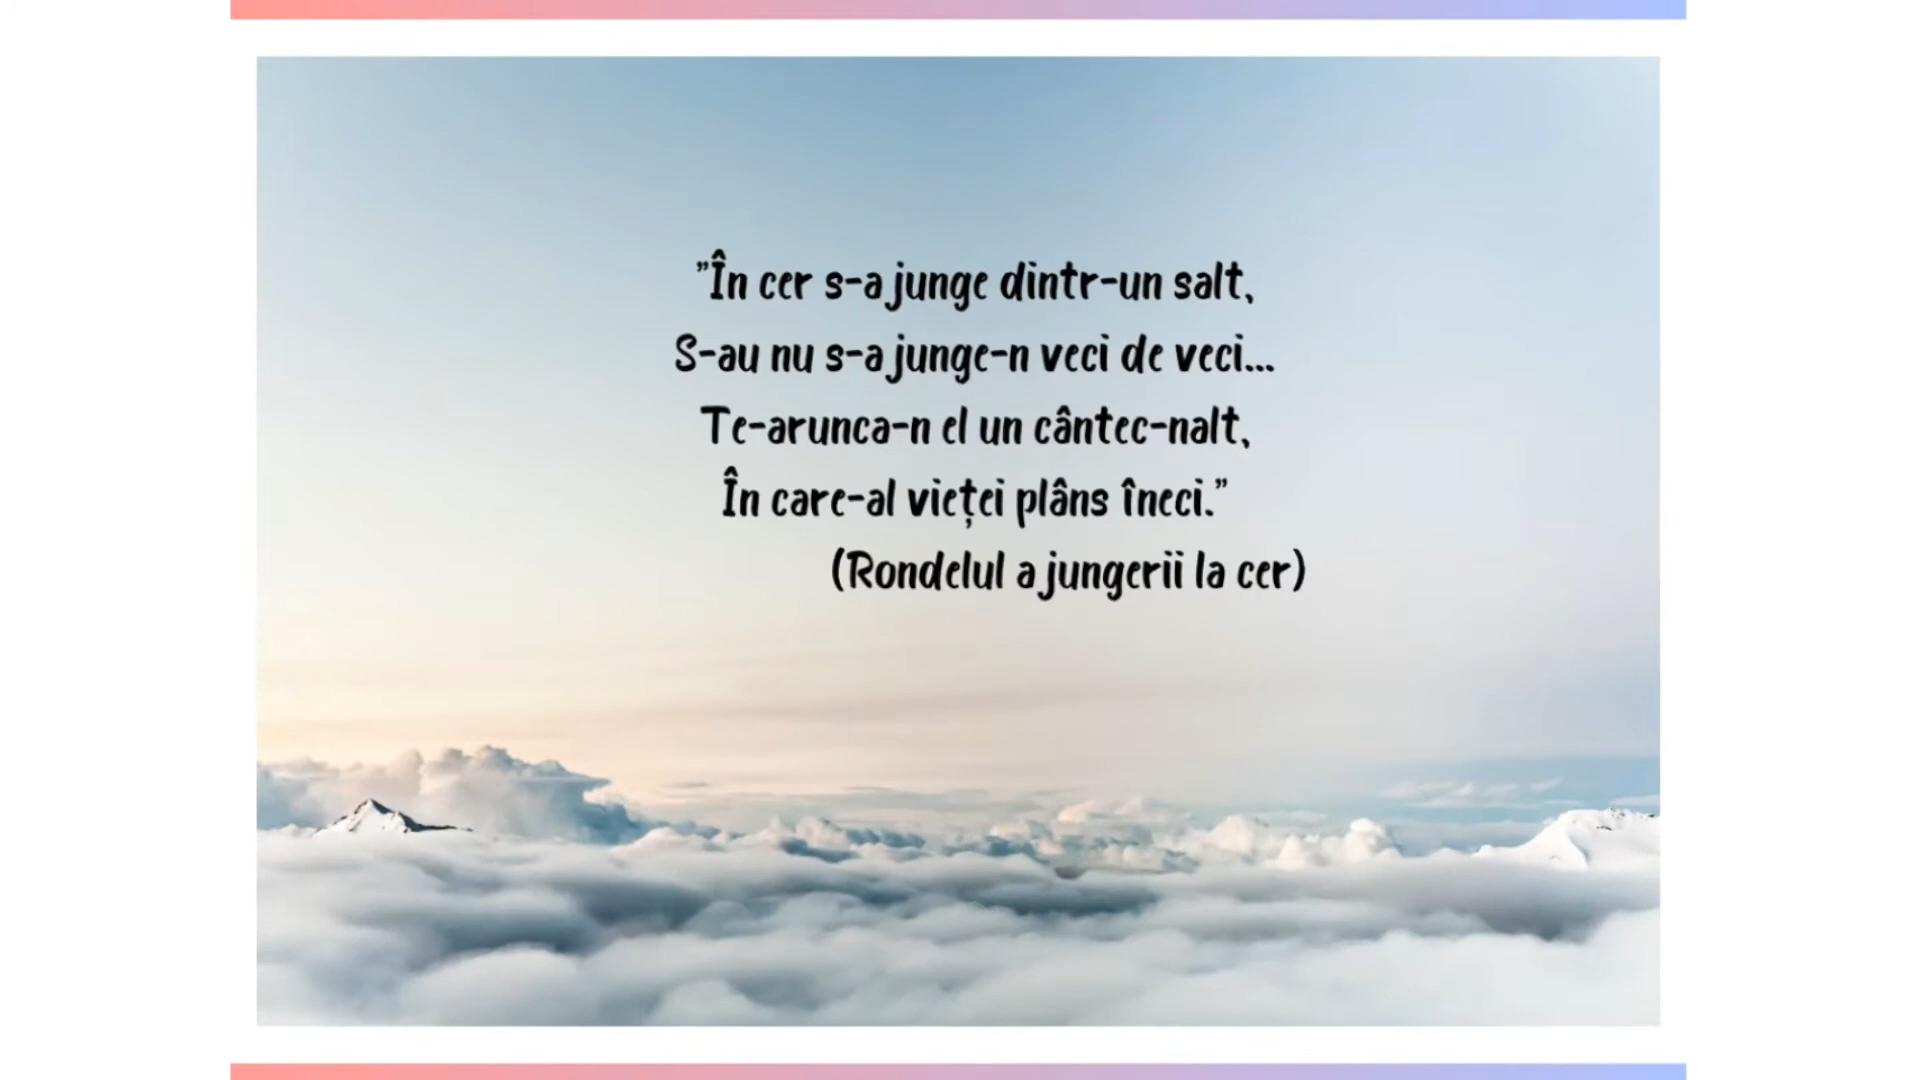 ”În cer s-ajunge dintr-un salt,
S-au nu s-ajunge-n veci de veci...
Te-arunca-n el un cântec-nalt,
În care-al vieței plâns îneci.”
(Rondelul ajungerii la cer)